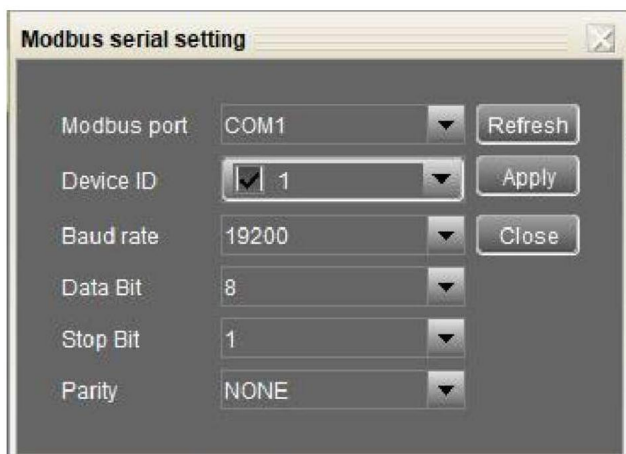 Modbus serial setting
Modbus port COM1 Refresh
Device ID 1 Apply
Baud rate 19200 Close
Data Bit 8
Stop Bit 1
Parity NONE